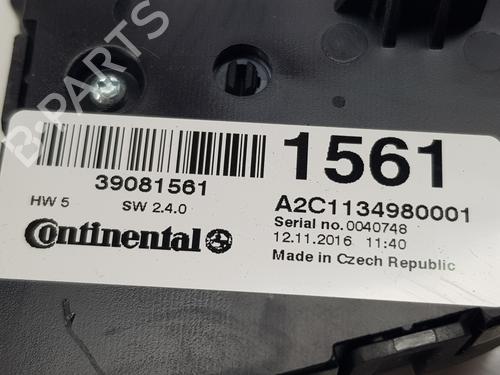 B-PARTS
1561
39081561
A2C1134980001
HW 5 SW 2.4.0
Serial no.0040748
12.11.2016 11:40
Continental
Made in Czech Republic